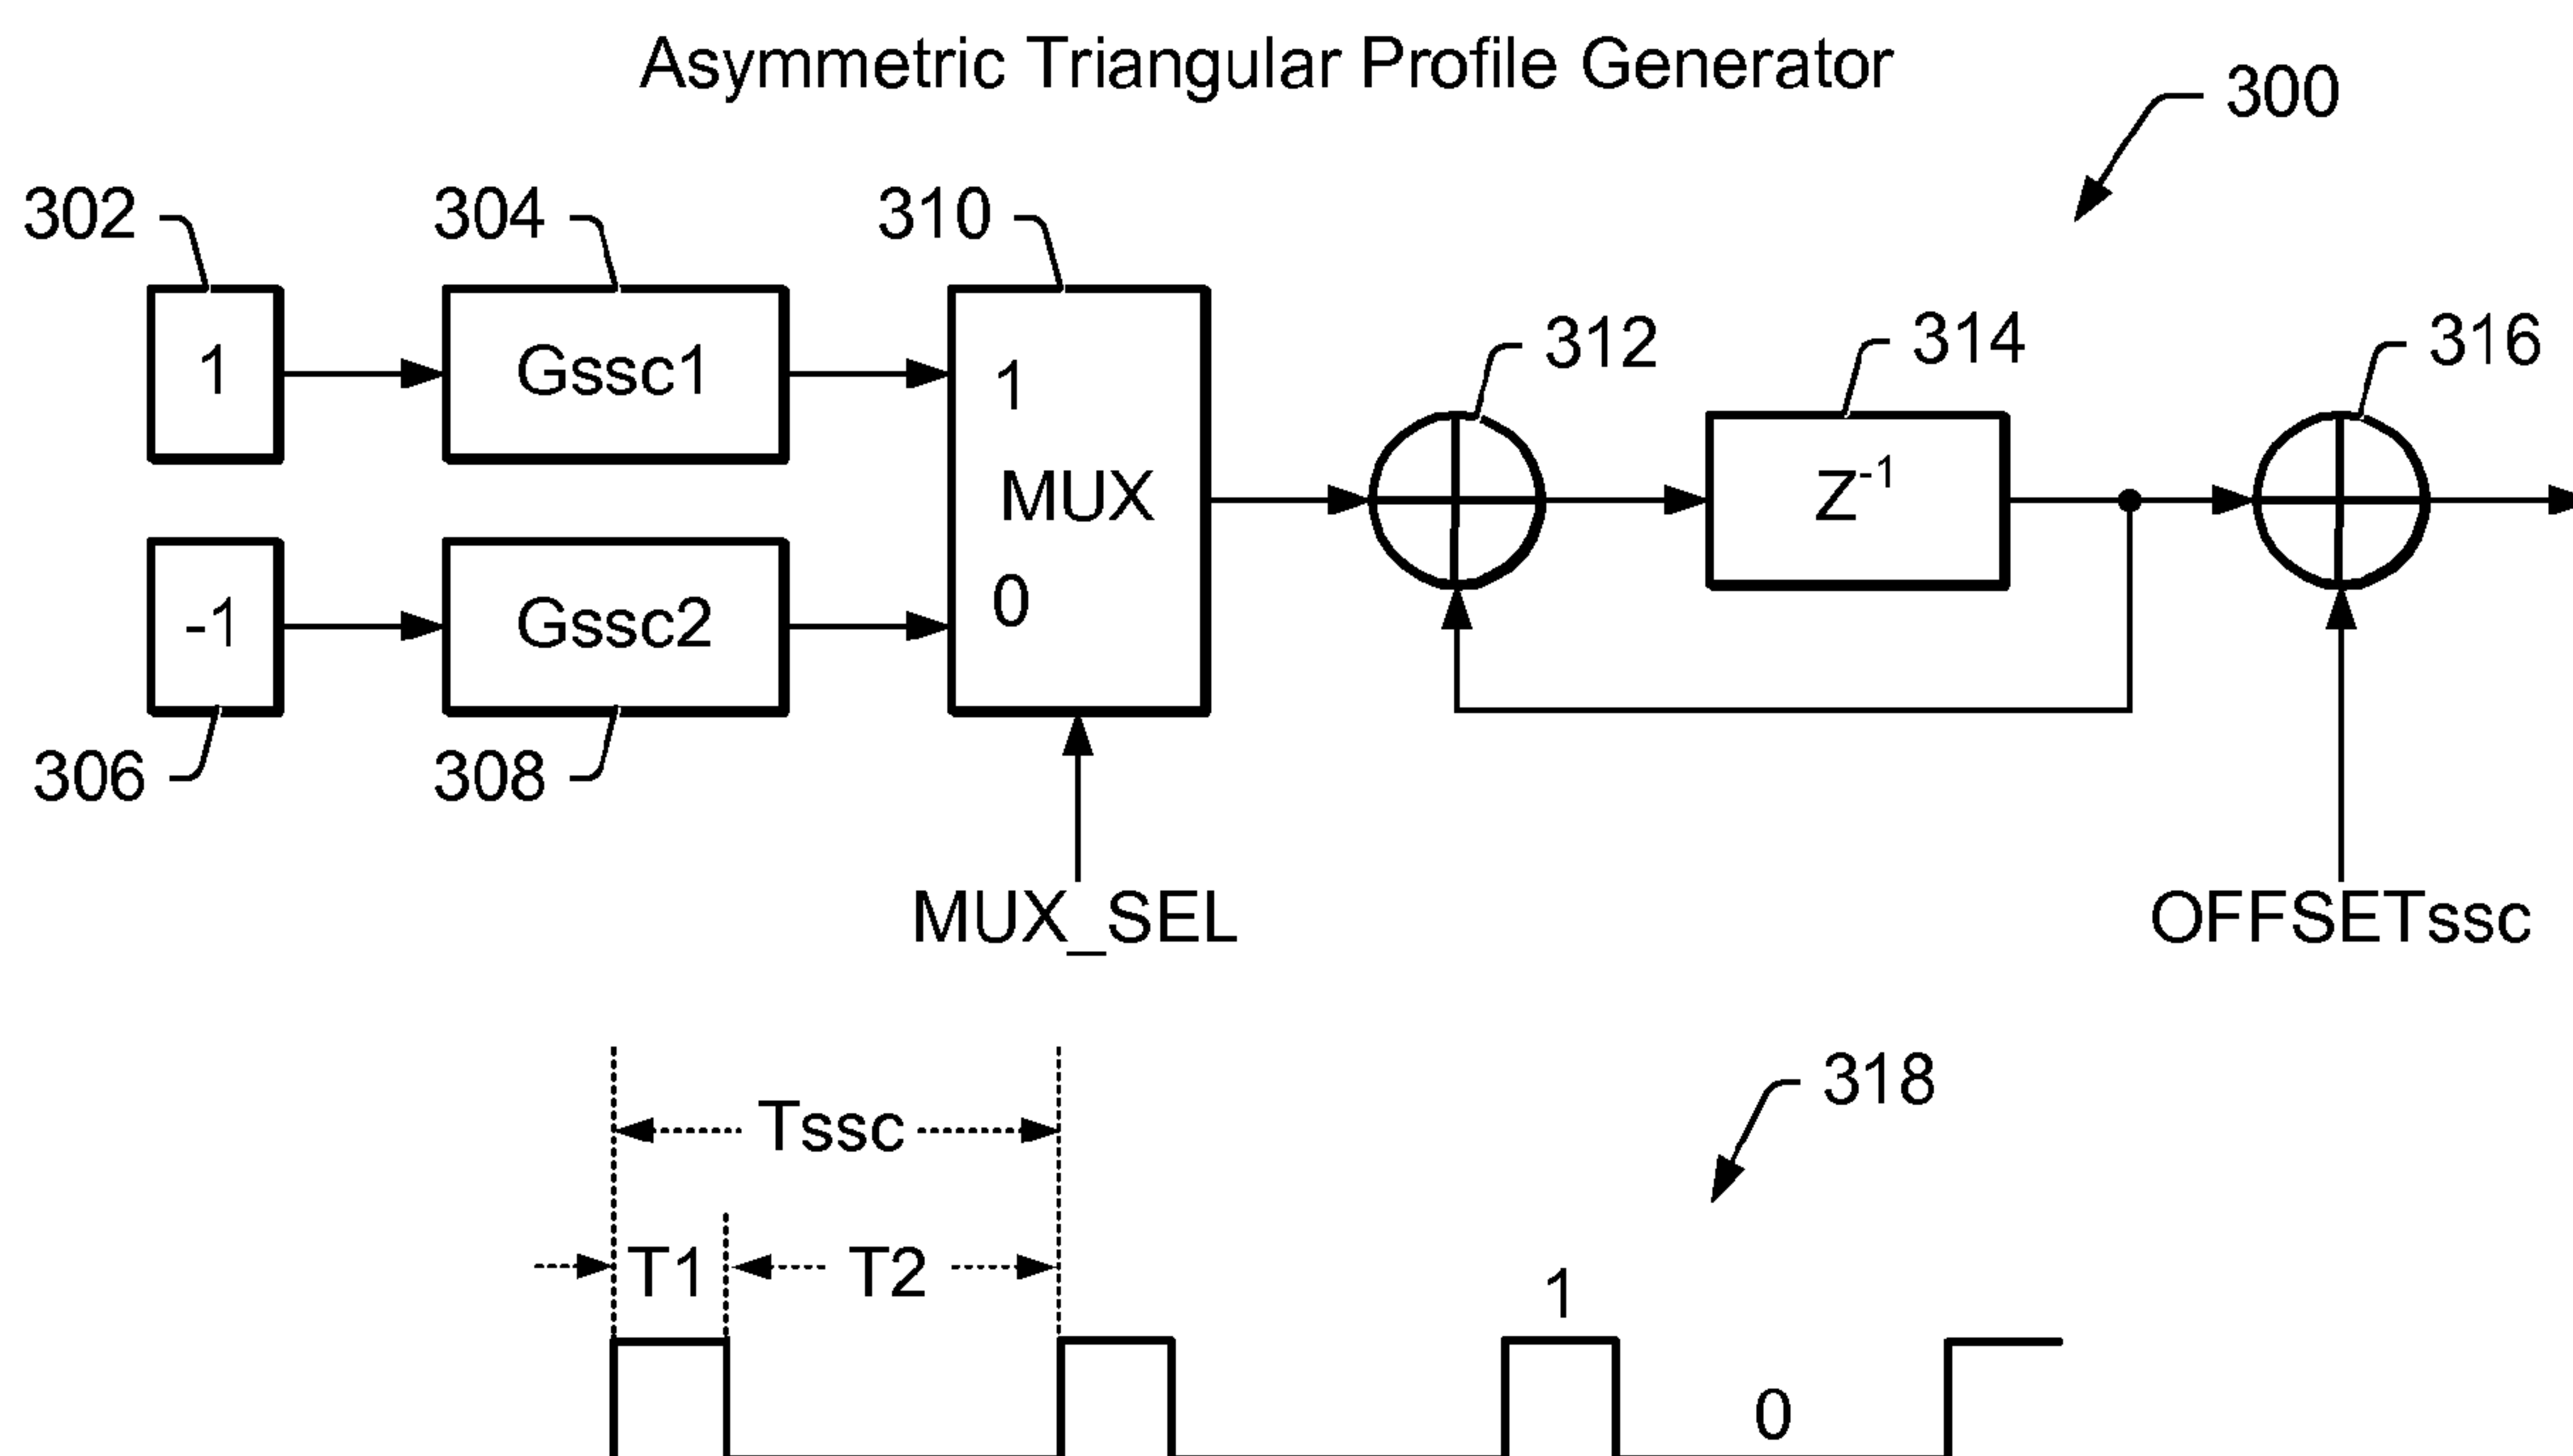 Asymmetric Triangular Profile Generator
300
302
304
310
1
Gssc1
1
MUX
0
312
314
316
Z-1
-1
Gssc2
306
308
MUX_SEL
OFFSETssc
318
Tssc
T1
T2
1
0